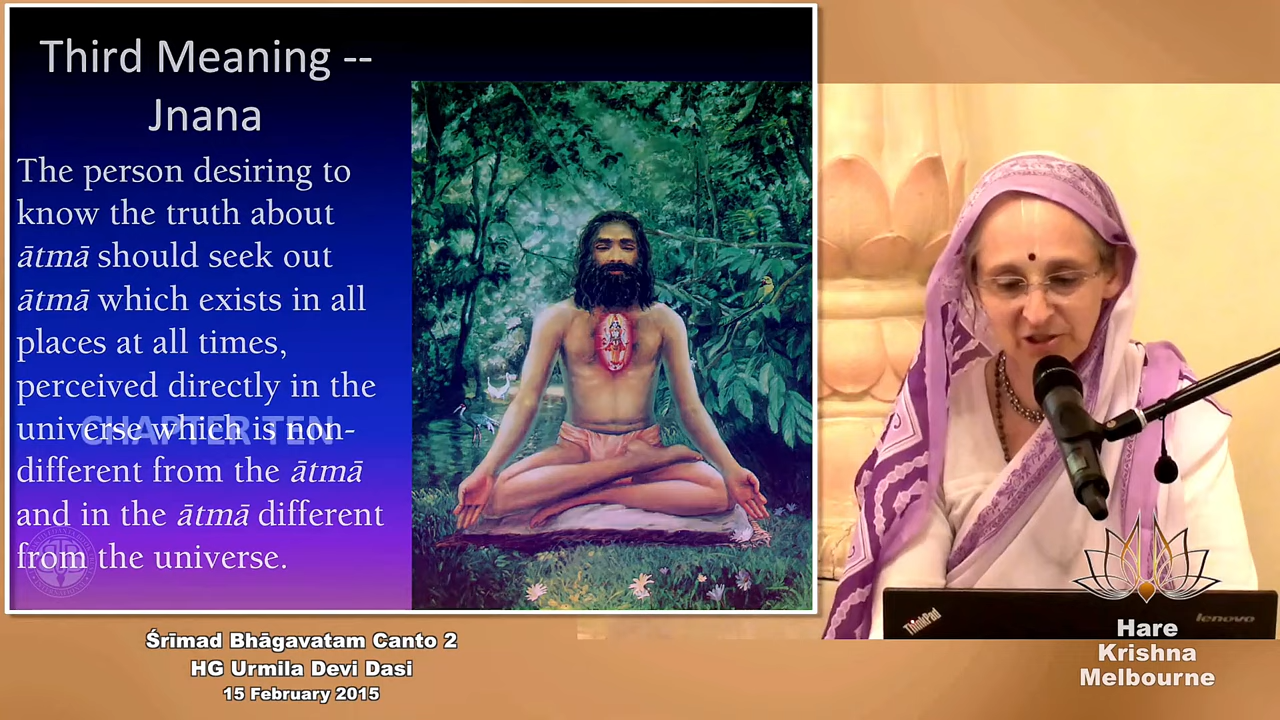 Third Meaning --
Jnana
The person desiring to
know the truth about
ātmā should seek out
ātmā which exists in all
places at all times,
perceived directly in the
universe which is non-
different from the ātmā
and in the ātmā different
from the universe.
CHAPTER TEN
Śrīmad Bhāgavatam Canto 2
HG Urmila Devi Dasi
15 February 2015
ThinkPad
lenovo
Hare
Krishna
Melbourne